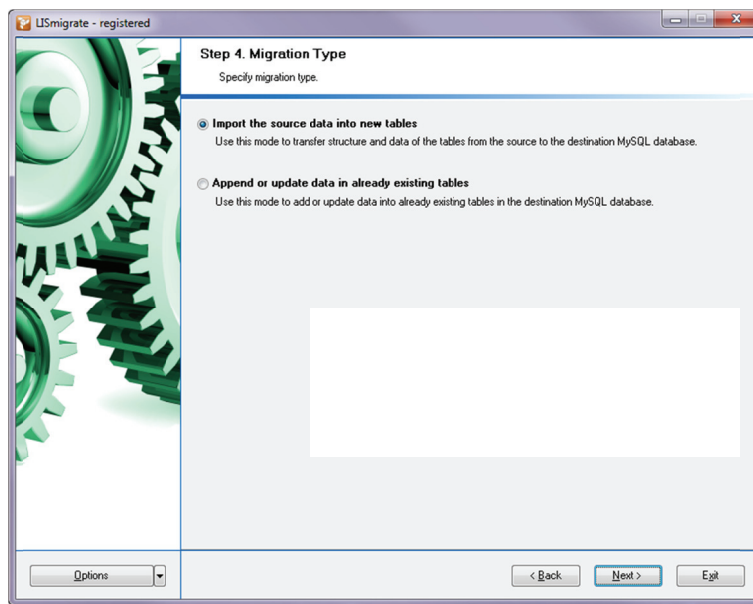 LISmigrate - registered
Step 4. Migration Type
Specify migration type.
Import the source data into new tables
Use this mode to transfer structure and data of the tables from the source to the destination MySQL database.
Append or update data in already existing tables
Use this mode to add or update data into already existing tables in the destination MySQL database.
Options
< Back
Next >
Exit